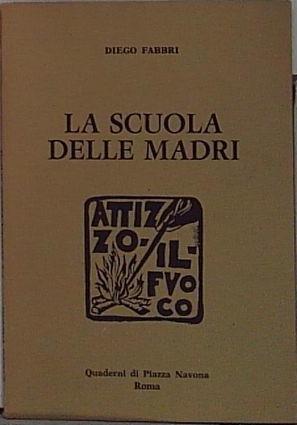 DIEGO FABBRI
LA SCUOLA
DELLE MADRI
ATTIZ
ZO-IL-
FVO
CO
Quaderni di Piazza Navona
Roma